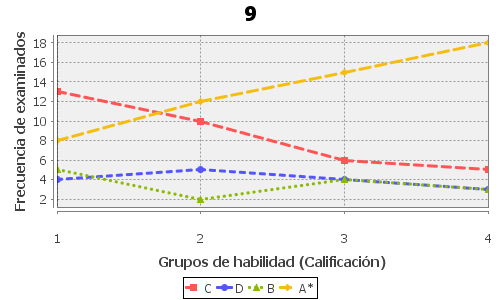 9
Frecuencia de examinados
18
16
14
12
10
8
6
4
2
1 2 3 4
Grupos de habilidad (Calificación)
C D B A*